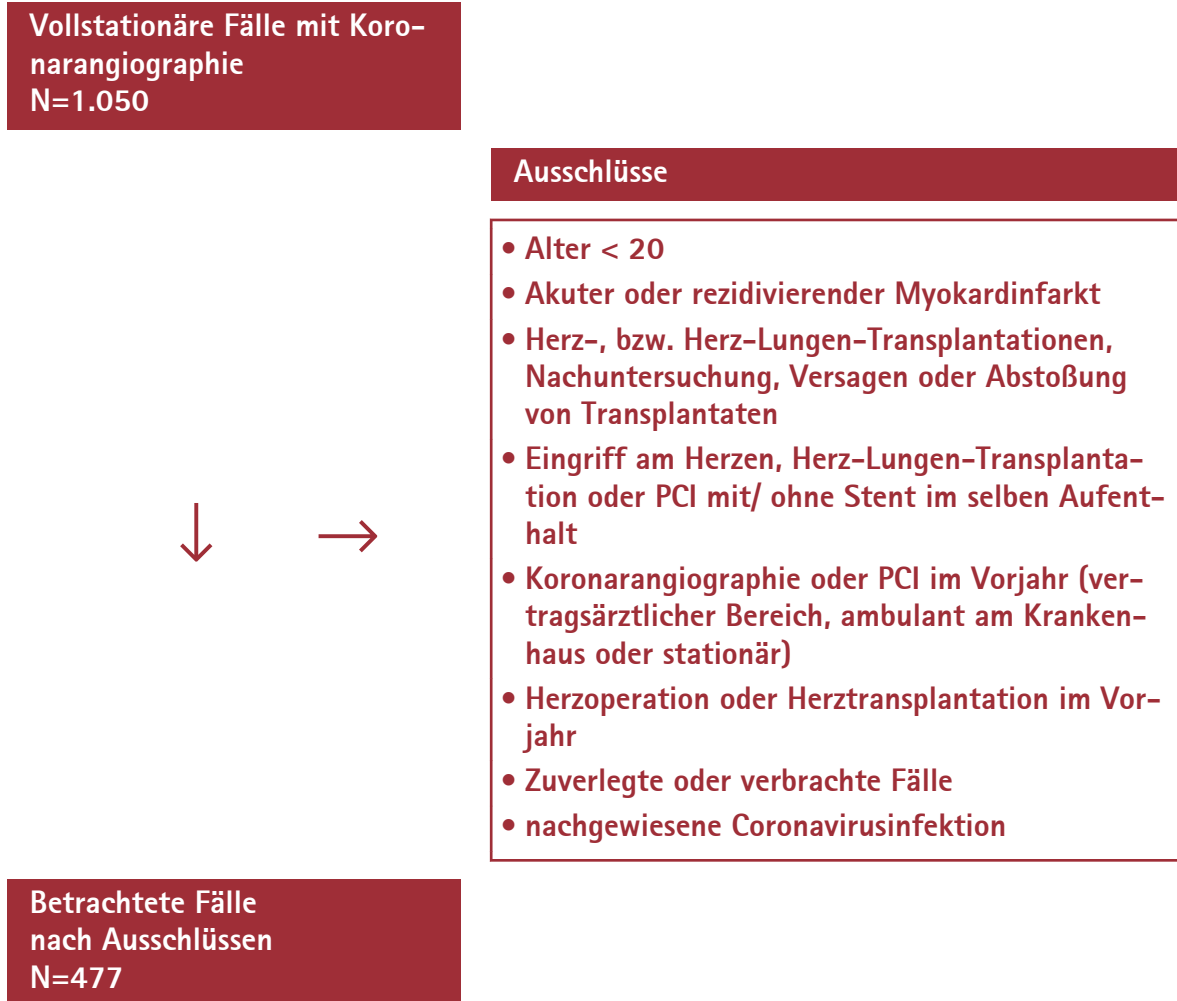 Vollstationäre Fälle mit Koro-
narangiographie
N=1.050
Ausschlüsse
• Alter < 20
• Akuter oder rezidivierender Myokardinfarkt
• Herz-, bzw. Herz-Lungen-Transplantationen,
Nachuntersuchung, Versagen oder Abstoßung
von Transplantaten
• Eingriff am Herzen, Herz-Lungen-Transplanta-
tion oder PCI mit/ ohne Stent im selben Aufent-
halt
• Koronarangiographie oder PCI im Vorjahr (ver-
tragsärztlicher Bereich, ambulant am Kranken-
haus oder stationär)
• Herzoperation oder Herztransplantation im Vor-
jahr
• Zuverlegte oder verbrachte Fälle
• nachgewiesene Coronavirusinfektion
Betrachtete Fälle
nach Ausschlüssen
N=477